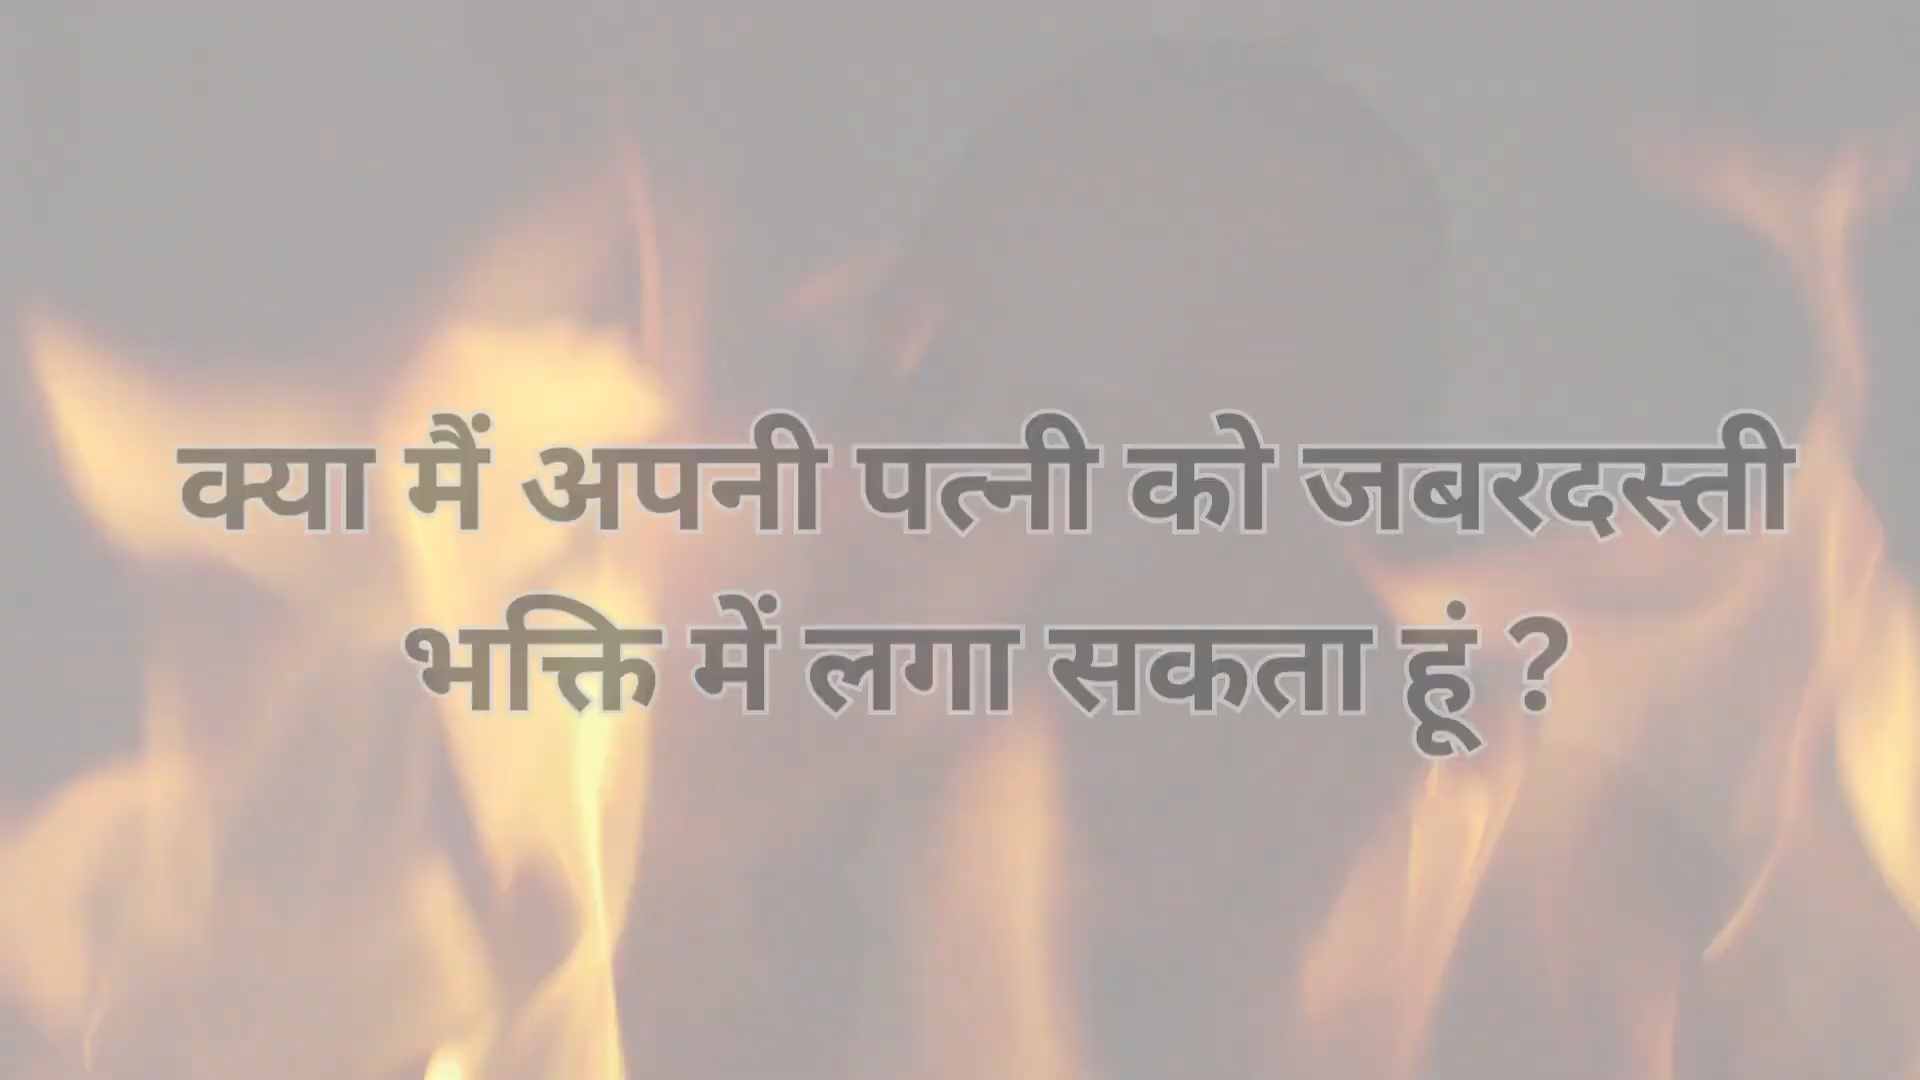 क्या मैं अपनी पत्नी को जबरदस्ती
भक्ति में लगा सकता हूं ?